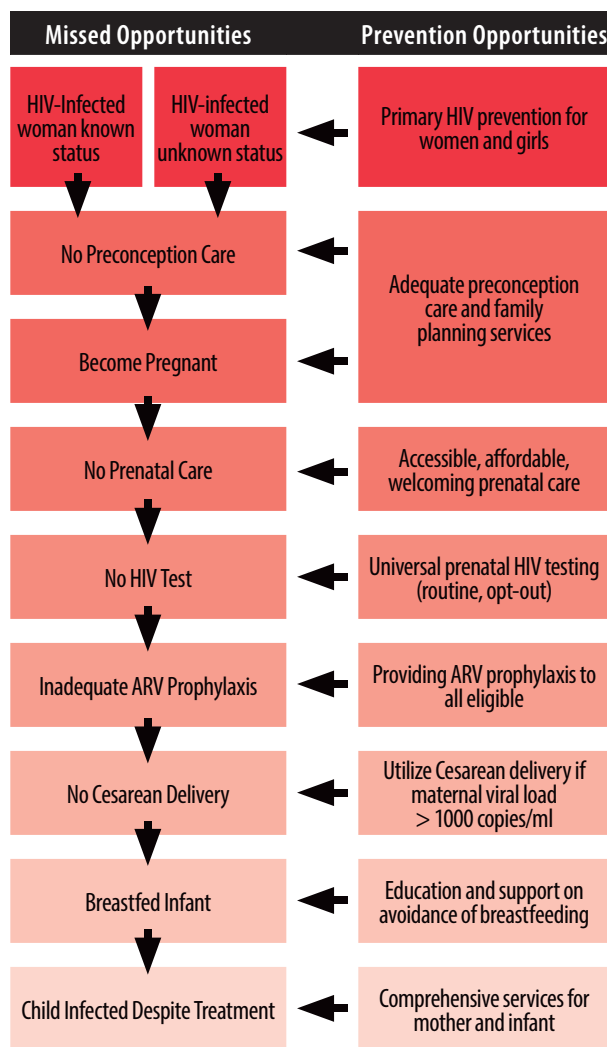 Missed Opportunities
Prevention Opportunities
HIV-Infected
woman known
status
HIV-infected
woman
unknown status
Primary HIV prevention for
women and girls
No Preconception Care
Adequate preconception
care and family
planning services
Become Pregnant
No Prenatal Care
Accessible, affordable,
welcoming prenatal care
No HIV Test
Universal prenatal HIV testing
(routine, opt-out)
Inadequate ARV Prophylaxis
Providing ARV prophylaxis to
all eligible
No Cesarean Delivery
Utilize Cesarean delivery if
maternal viral load
> 1000 copies/ml
Breastfed Infant
Education and support on
avoidance of breastfeeding
Child Infected Despite Treatment
Comprehensive services for
mother and infant